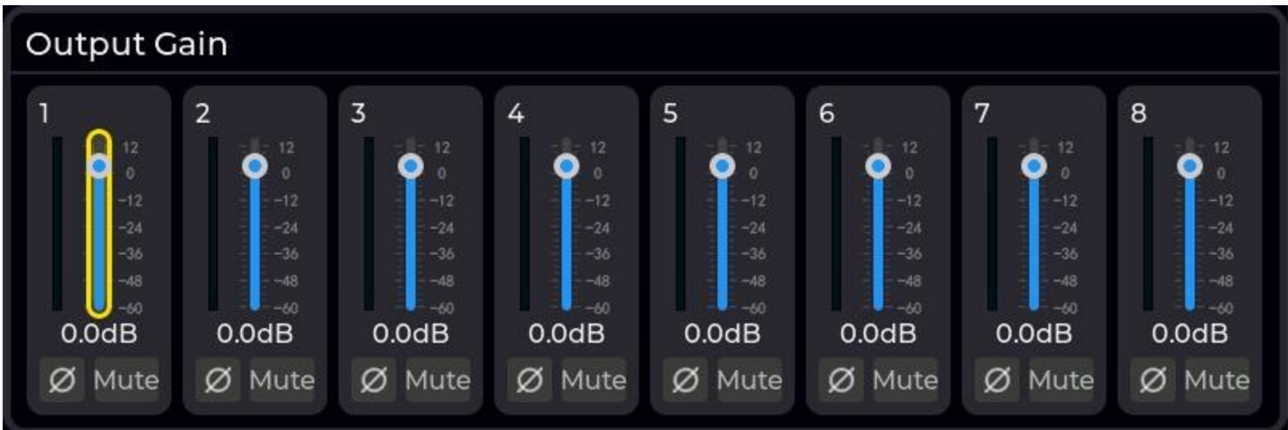 Output Gain
1 2 3 4 5 6 7 8
12 12 12 12 12 12 12 12
0 0 0 0 0 0 0 0
-12 -12 -12 -12 -12 -12 -12 -12
-24 -24 -24 -24 -24 -24 -24 -24
-36 -36 -36 -36 -36 -36 -36 -36
-48 -48 -48 -48 -48 -48 -48 -48
-60 -60 -60 -60 -60 -60 -60 -60
0.0dB 0.0dB 0.0dB 0.0dB 0.0dB 0.0dB 0.0dB 0.0dB
Ø Mute Ø Mute Ø Mute Ø Mute Ø Mute Ø Mute Ø Mute Ø Mute